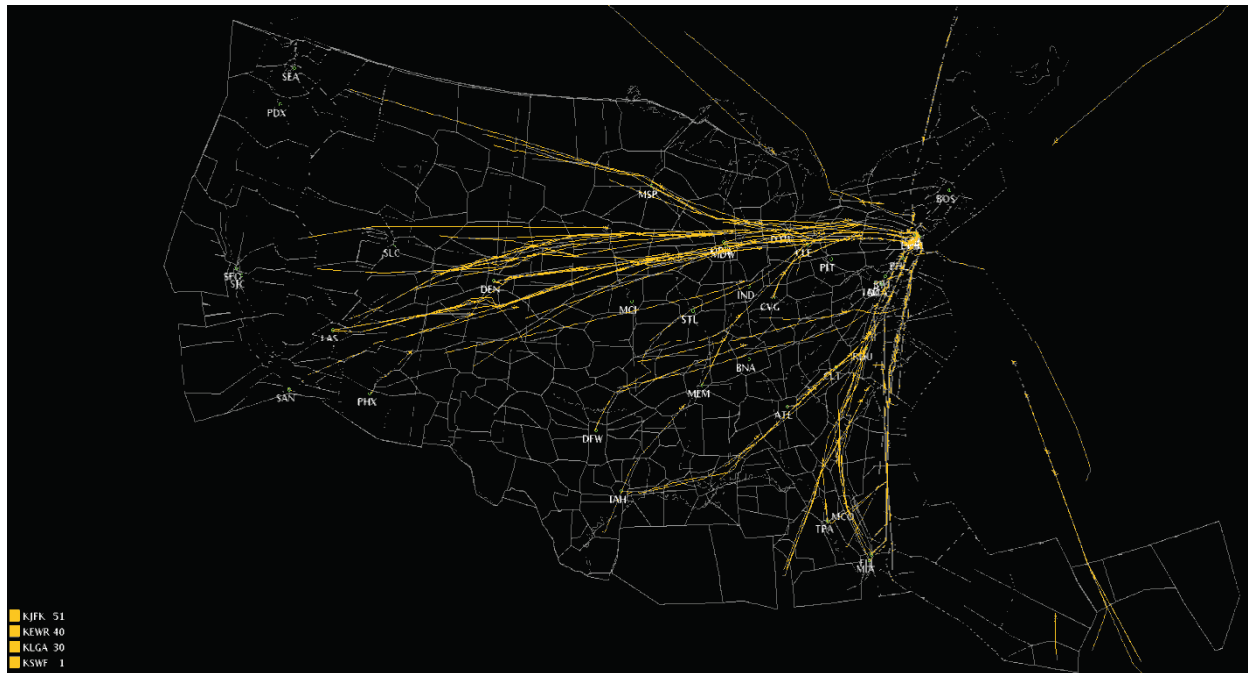 SEA
PDX
MSP
BOS
SLC
MDW
CLE
PIT
DEN
IND
CVG
MCI
STL
LAS
BNA
MEM
SAN
PHX
ATL
DFW
IAH
MCO
TPA
MIA
KJFK 51
KEWR 40
KLGA 30
KSWF 1